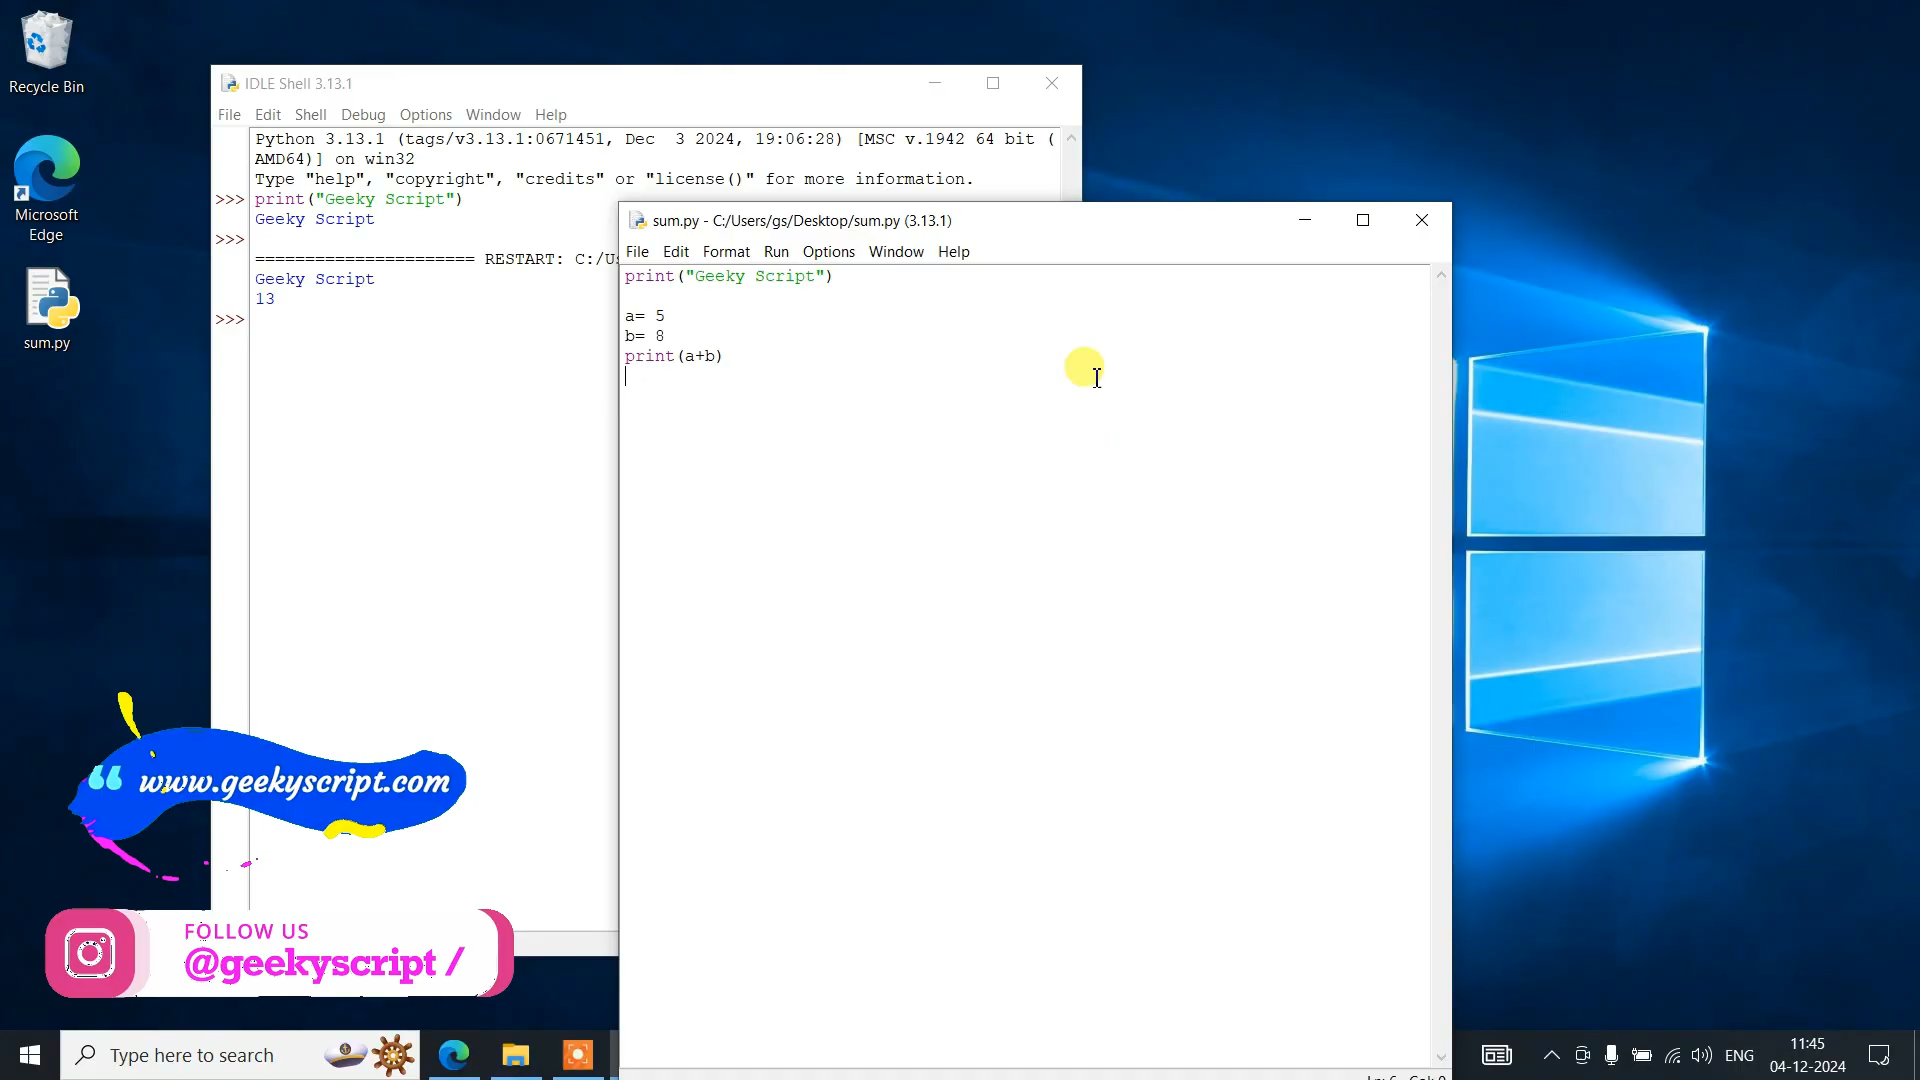 Recycle Bin
Microsoft
Edge
sum.py
IDLE Shell 3.13.1
File Edit Shell Debug Options Window Help
Python 3.13.1 (tags/v3.13.1:0671451, Dec  3 2024, 19:06:28) [MSC v.1942 64 bit (
AMD64)] on win32
Type "help", "copyright", "credits" or "license()" for more information.
>>> print("Geeky Script")
Geeky Script
>>>
====================== RESTART: C:/Us
Geeky Script
13
>>>
sum.py - C:/Users/gs/Desktop/sum.py (3.13.1)
File Edit Format Run Options Window Help
print("Geeky Script")
a= 5
b= 8
print(a+b)
www.geekyscript.com
FOLLOW US
@geekyscript /
Type here to search
ENG
11:45
04-12-2024